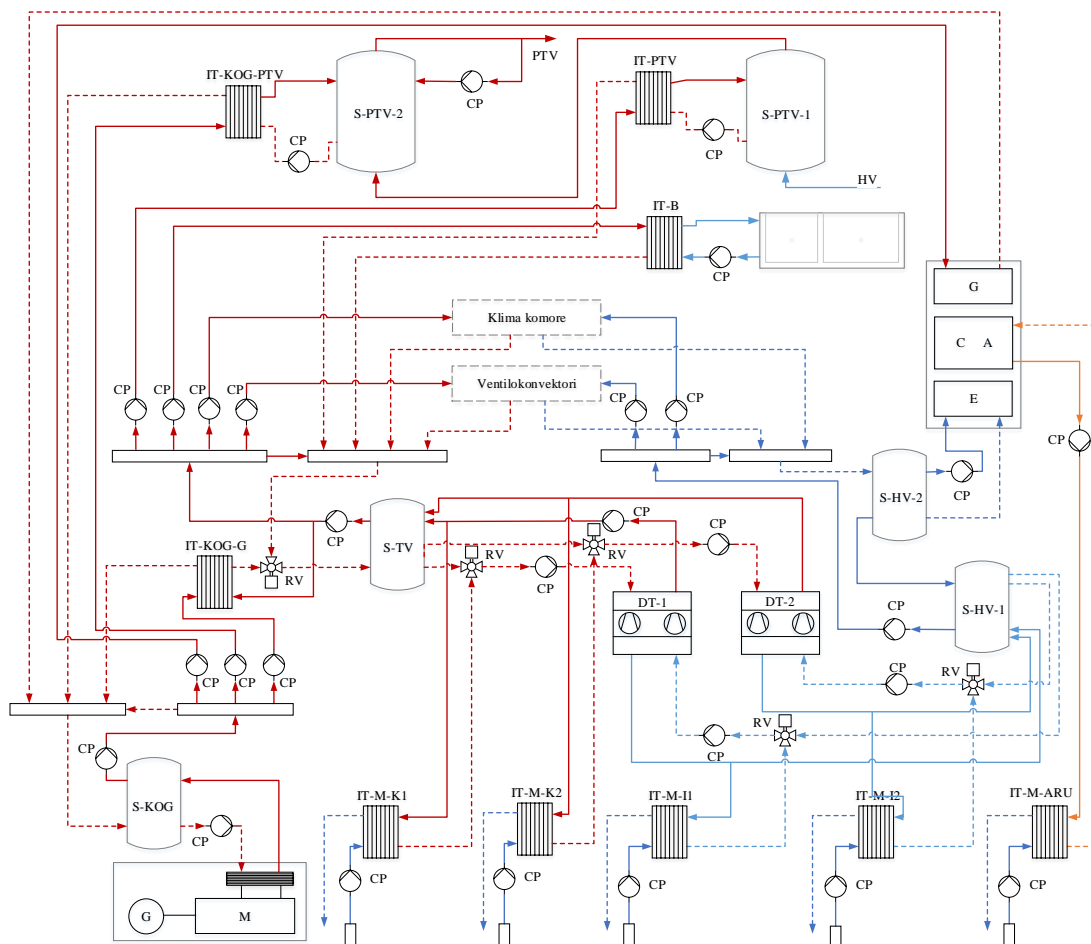 PTV
IT-KOG-PTV
IT-PTV
CP
S-PTV-2
S-PTV-1
CP
CP
CP
HV
IT-B
CP
G
Klima komore
C A
CP
CP
CP
CP
Ventilokonvektori
CP
CP
E
CP
S-HV-2
CP
S-TV
CP
CP
IT-KOG-G
RV
RV
RV
CP
CP
DT-1
DT-2
S-HV-1
CP
CP
CP
CP
CP
RV
RV
CP
CP
S-KOG
CP
IT-M-K1
IT-M-K2
IT-M-I1
IT-M-I2
IT-M-ARU
CP
CP
CP
CP
CP
G
M